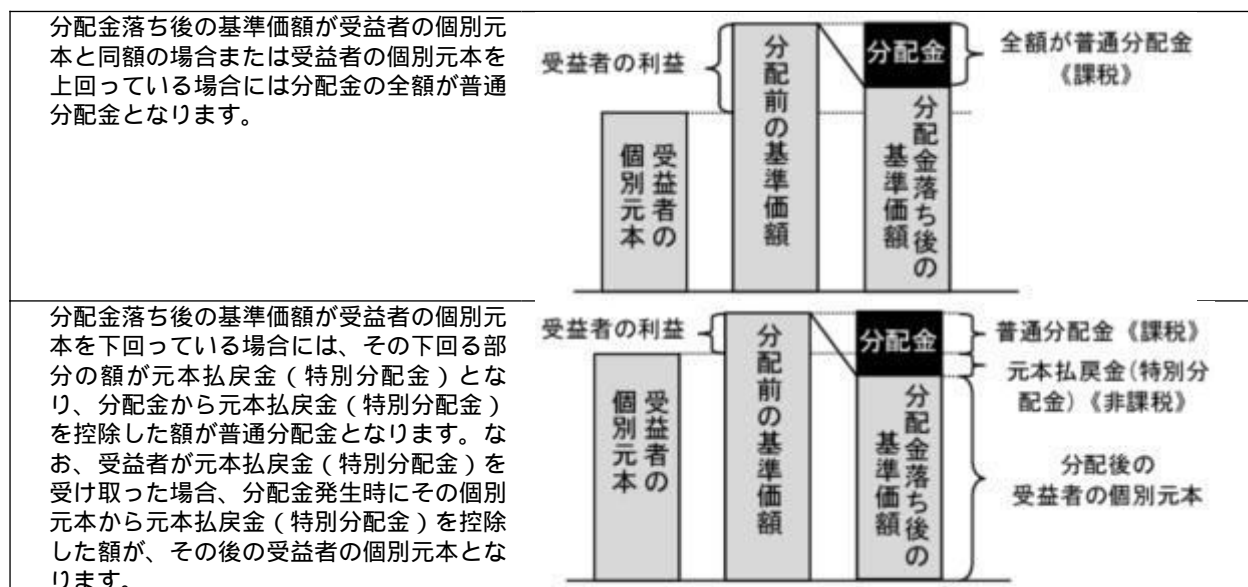 分配金落ち後の基準価額が受益者の個別元
本と同額の場合または受益者の個別元本を
上回っている場合には分配金の全額が普通
分配金となります。
受益者の利益
受益者の
個別元本
分配前の基準価額
分配金
分配金落ち後の
基準価額
全額が普通分配金
《課税》
分配金落ち後の基準価額が受益者の個別元
本を下回っている場合には、その下回る部
分の額が元本払戻金（特別分配金）とな
り、分配金から元本払戻金（特別分配金）
を控除した額が普通分配金となります。な
お、受益者が元本払戻金（特別分配金）を
受け取った場合、分配金発生時にその個別
元本から元本払戻金（特別分配金）を控除
した額が、その後の受益者の個別元本とな
ります。
受益者の利益
受益者の
個別元本
分配前の基準価額
分配金
分配金落ち後の
基準価額
普通分配金《課税》
元本払戻金(特別分
配金)《非課税》
分配後の
受益者の個別元本